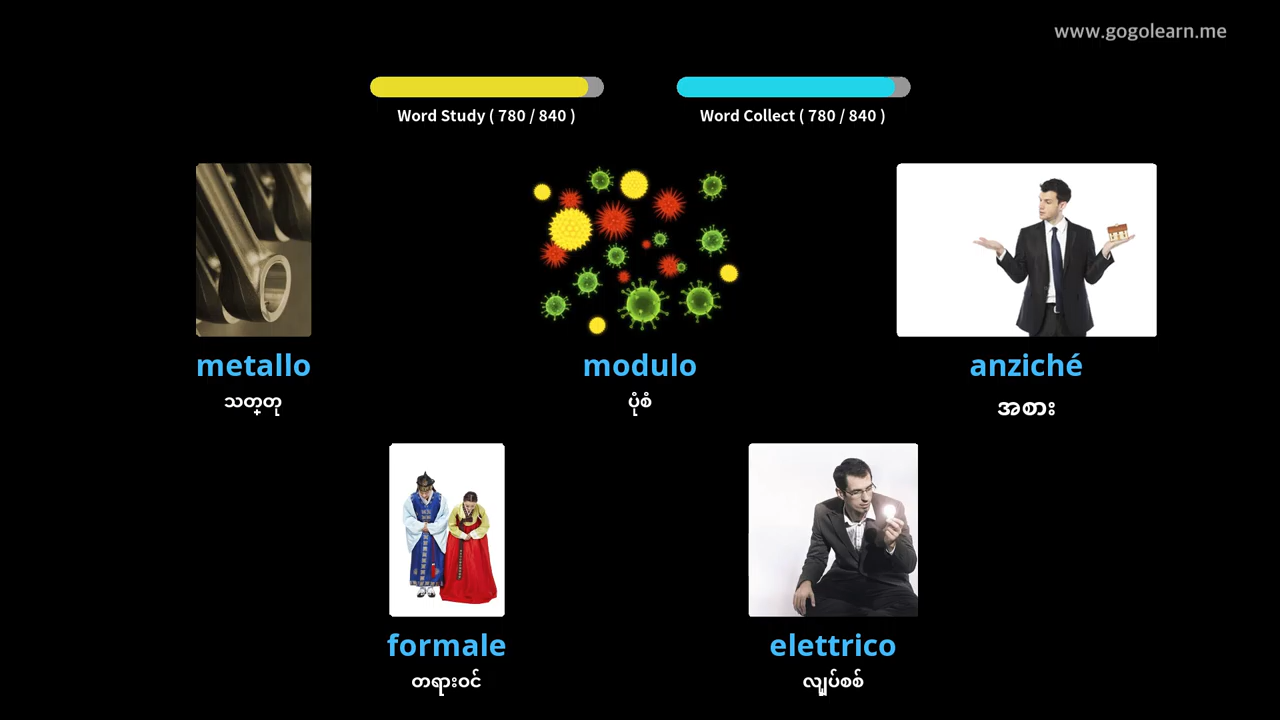 www.gogolearn.me
Word Study ( 780 / 840 )
Word Collect ( 780 / 840 )
metallo
modulo
anziché
သတ္တု
ပုံစံ
အစား
formale
elettrico
တရားဝင်
လျှပ်စစ်